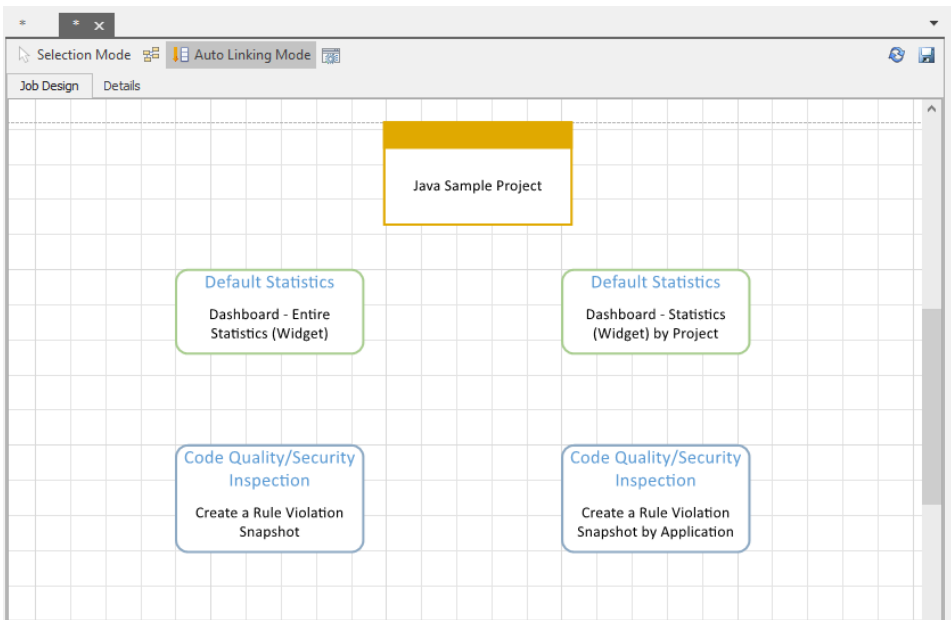 *
* ×
Selection Mode Auto Linking Mode
Job Design Details
Java Sample Project
Default Statistics
Dashboard - Entire
Statistics (Widget)
Default Statistics
Dashboard - Statistics
(Widget) by Project
Code Quality/Security
Inspection
Create a Rule Violation
Snapshot
Code Quality/Security
Inspection
Create a Rule Violation
Snapshot by Application